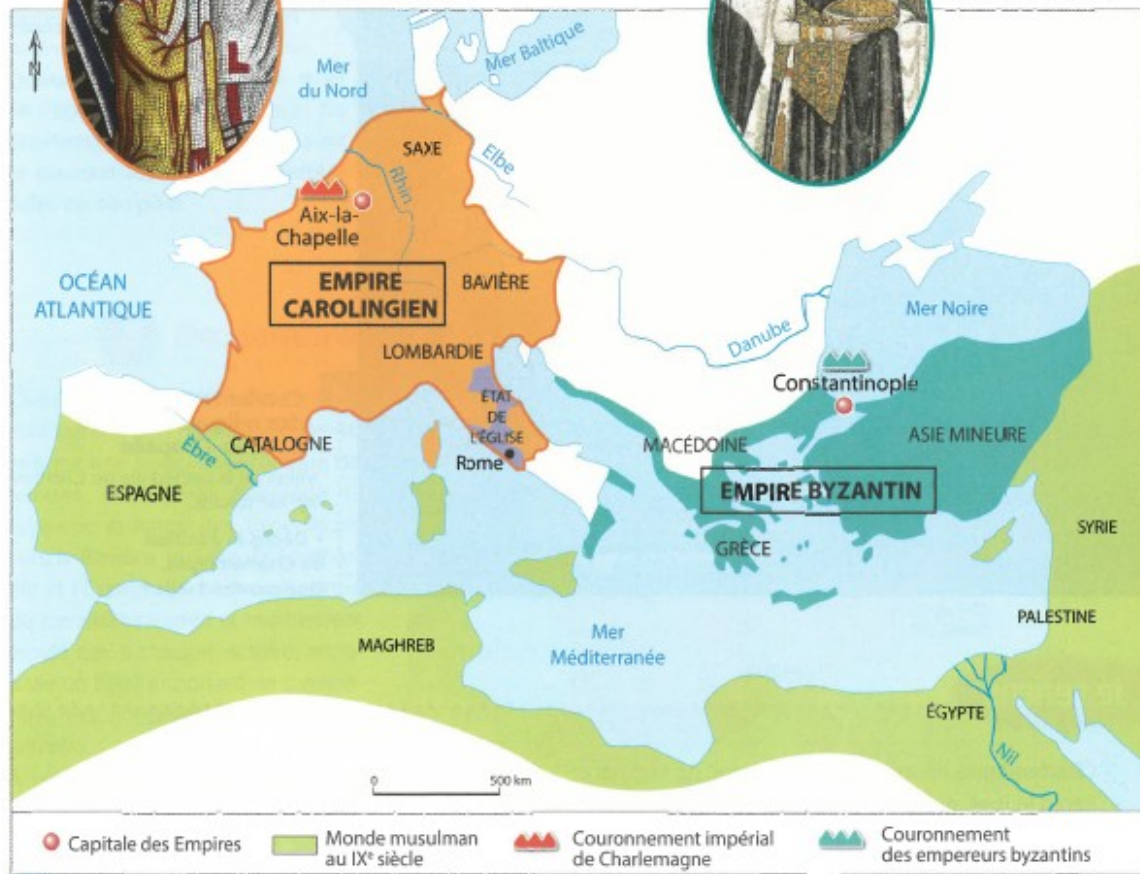 N
Mer
du Nord
Mer Baltique
SAXE
Elbe
Rhin
Aix-la-
Chapelle
OCÉAN
ATLANTIQUE
EMPIRE
CAROLINGIEN
BAVIÈRE
Mer Noire
Danube
LOMBARDIE
Constantinople
ÉTAT
DE
L'ÉGLISE
CATALOGNE
MACÉDOINE
ASIE MINEURE
Èbre
Rome
ESPAGNE
EMPIRE BYZANTIN
SYRIE
GRÈCE
PALESTINE
MAGHREB
Mer
Méditerranée
ÉGYPTE
Nil
0 500 km
Capitale des Empires
Monde musulman
au IXe siècle
Couronnement impérial
de Charlemagne
Couronnement
des empereurs byzantins